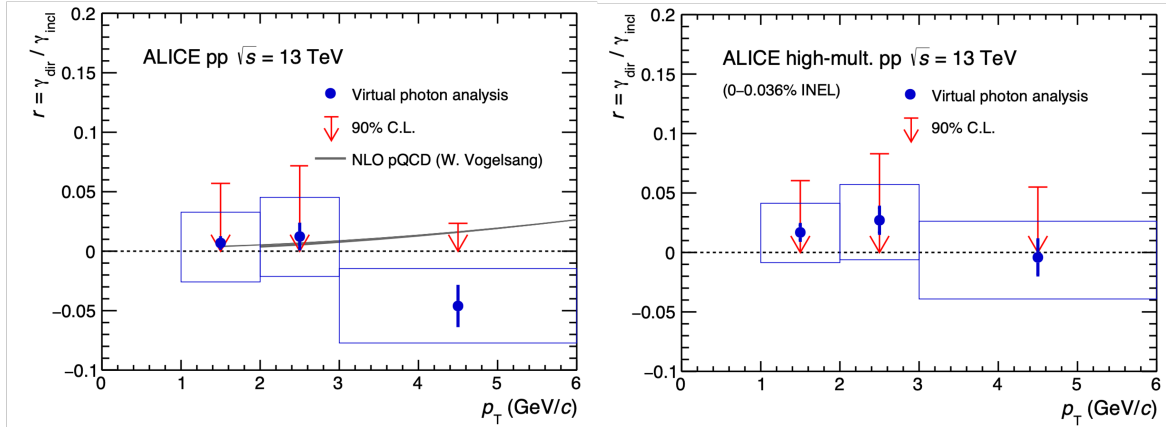 ALICE pp √s = 13 TeV
Virtual photon analysis
90% C.L.
NLO pQCD (W. Vogelsang)
r = γdir / γincl
0.2
0.15
0.1
0.05
0
−0.05
−0.1
0 1 2 3 4 5 6
pT (GeV/c)
ALICE high-mult. pp √s = 13 TeV
(0–0.036% INEL)
Virtual photon analysis
90% C.L.
r = γdir / γincl
0.2
0.15
0.1
0.05
0
−0.05
−0.1
0 1 2 3 4 5 6
pT (GeV/c)